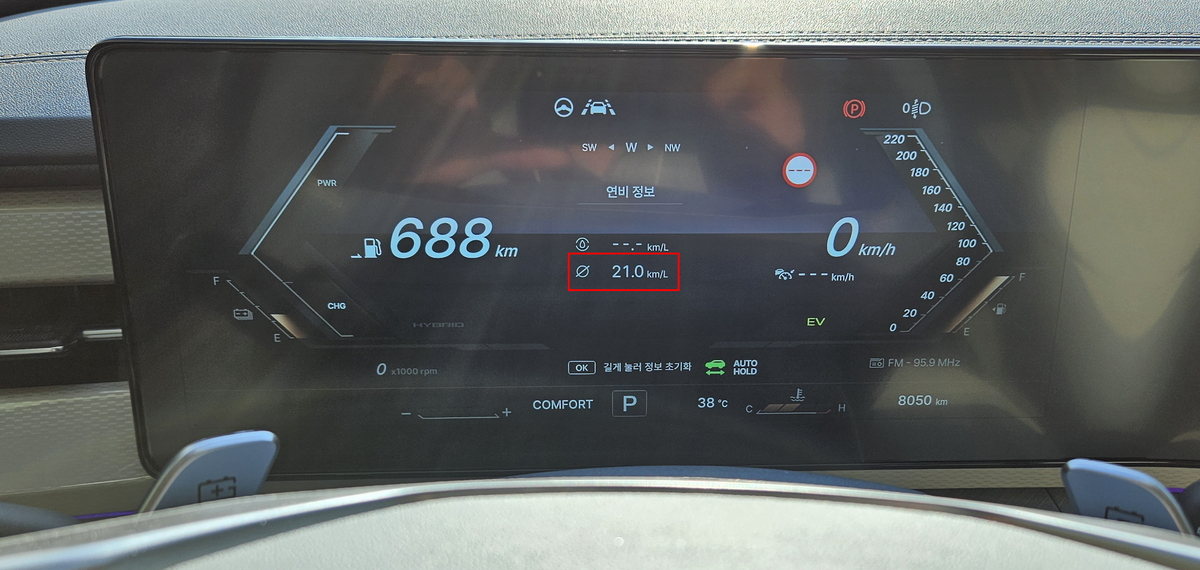 SW ◄ W ► NW
연비 정보
PWR
688 km
--.- km/L
21.0 km/L
CHG
F
E
HYBRID
0 km/h
--- km/h
---
EV
220
200
180
160
140
120
100
80
60
40
20
0
F
E
P
0 x1000 rpm
OK 길게 눌러 정보 초기화
AUTO
HOLD
FM - 95.9 MHz
− +
COMFORT
P
38 °C
C H
8050 km